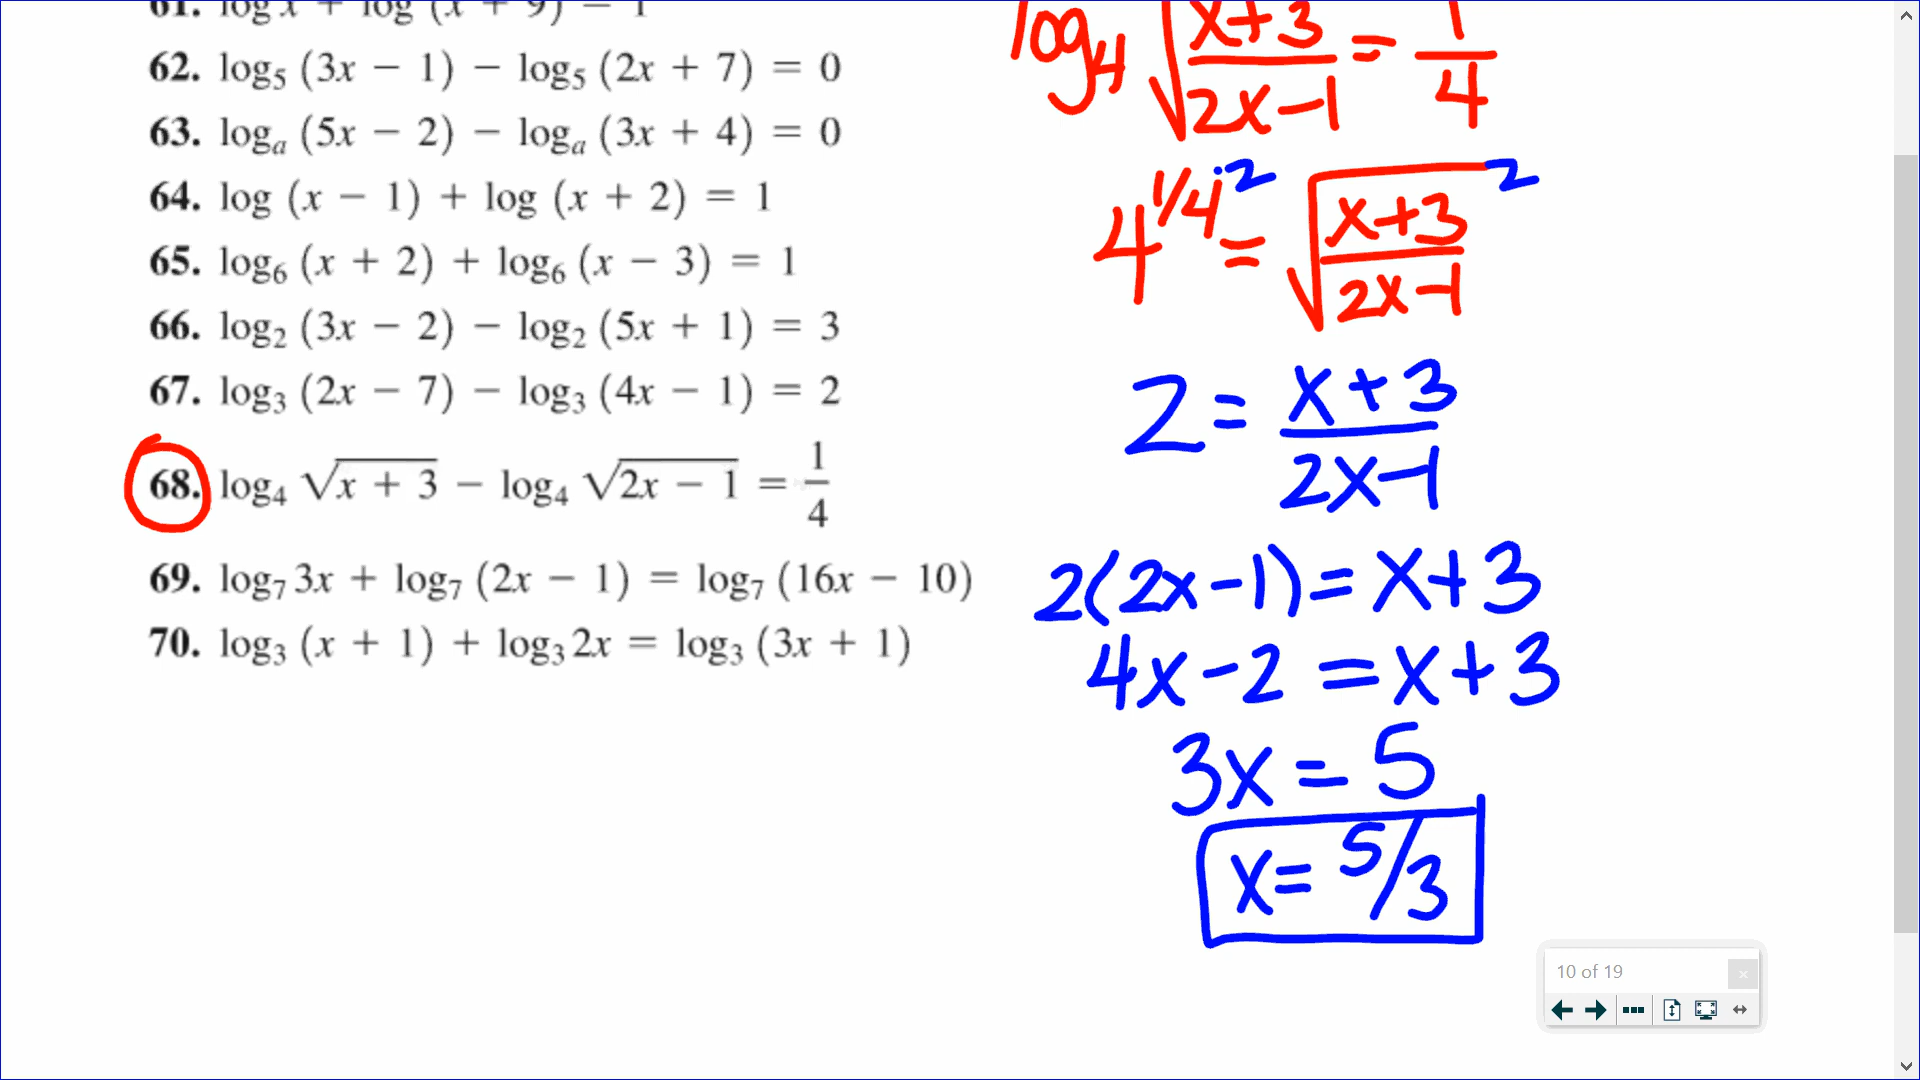 61. log x + log (x + 9) = 1
62. log₅ (3x − 1) − log₅ (2x + 7) = 0
63. logₐ (5x − 2) − logₐ (3x + 4) = 0
64. log (x − 1) + log (x + 2) = 1
65. log₆ (x + 2) + log₆ (x − 3) = 1
66. log₂ (3x − 2) − log₂ (5x + 1) = 3
67. log₃ (2x − 7) − log₃ (4x − 1) = 2
68. log₄ √(x + 3) − log₄ √(2x − 1) = 1/4
69. log₇ 3x + log₇ (2x − 1) = log₇ (16x − 10)
70. log₃ (x + 1) + log₃ 2x = log₃ (3x + 1)
log₄ √((x+3)/(2x−1)) = 1/4
4^(1/4·2) = √((x+3)/(2x−1))²
2 = (x+3)/(2x−1)
2(2x−1) = x+3
4x−2 = x+3
3x = 5
x = 5/3
10 of 19